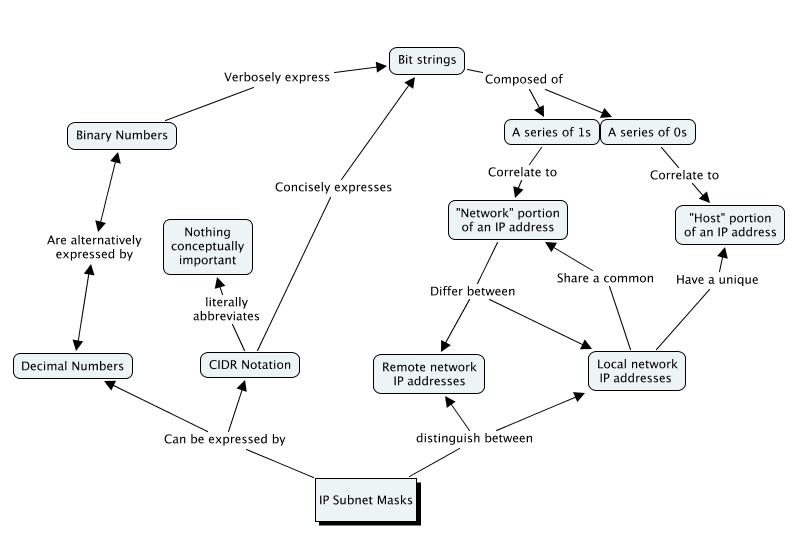 Bit strings
Verbosely express
Composed of
Binary Numbers
A series of 1s
A series of 0s
Correlate to
Correlate to
Concisely expresses
"Network" portion
of an IP address
"Host" portion
of an IP address
Are alternatively
expressed by
Nothing
conceptually
important
Share a common
Have a unique
Differ between
literally
abbreviates
Decimal Numbers
CIDR Notation
Remote network
IP addresses
Local network
IP addresses
Can be expressed by
distinguish between
IP Subnet Masks